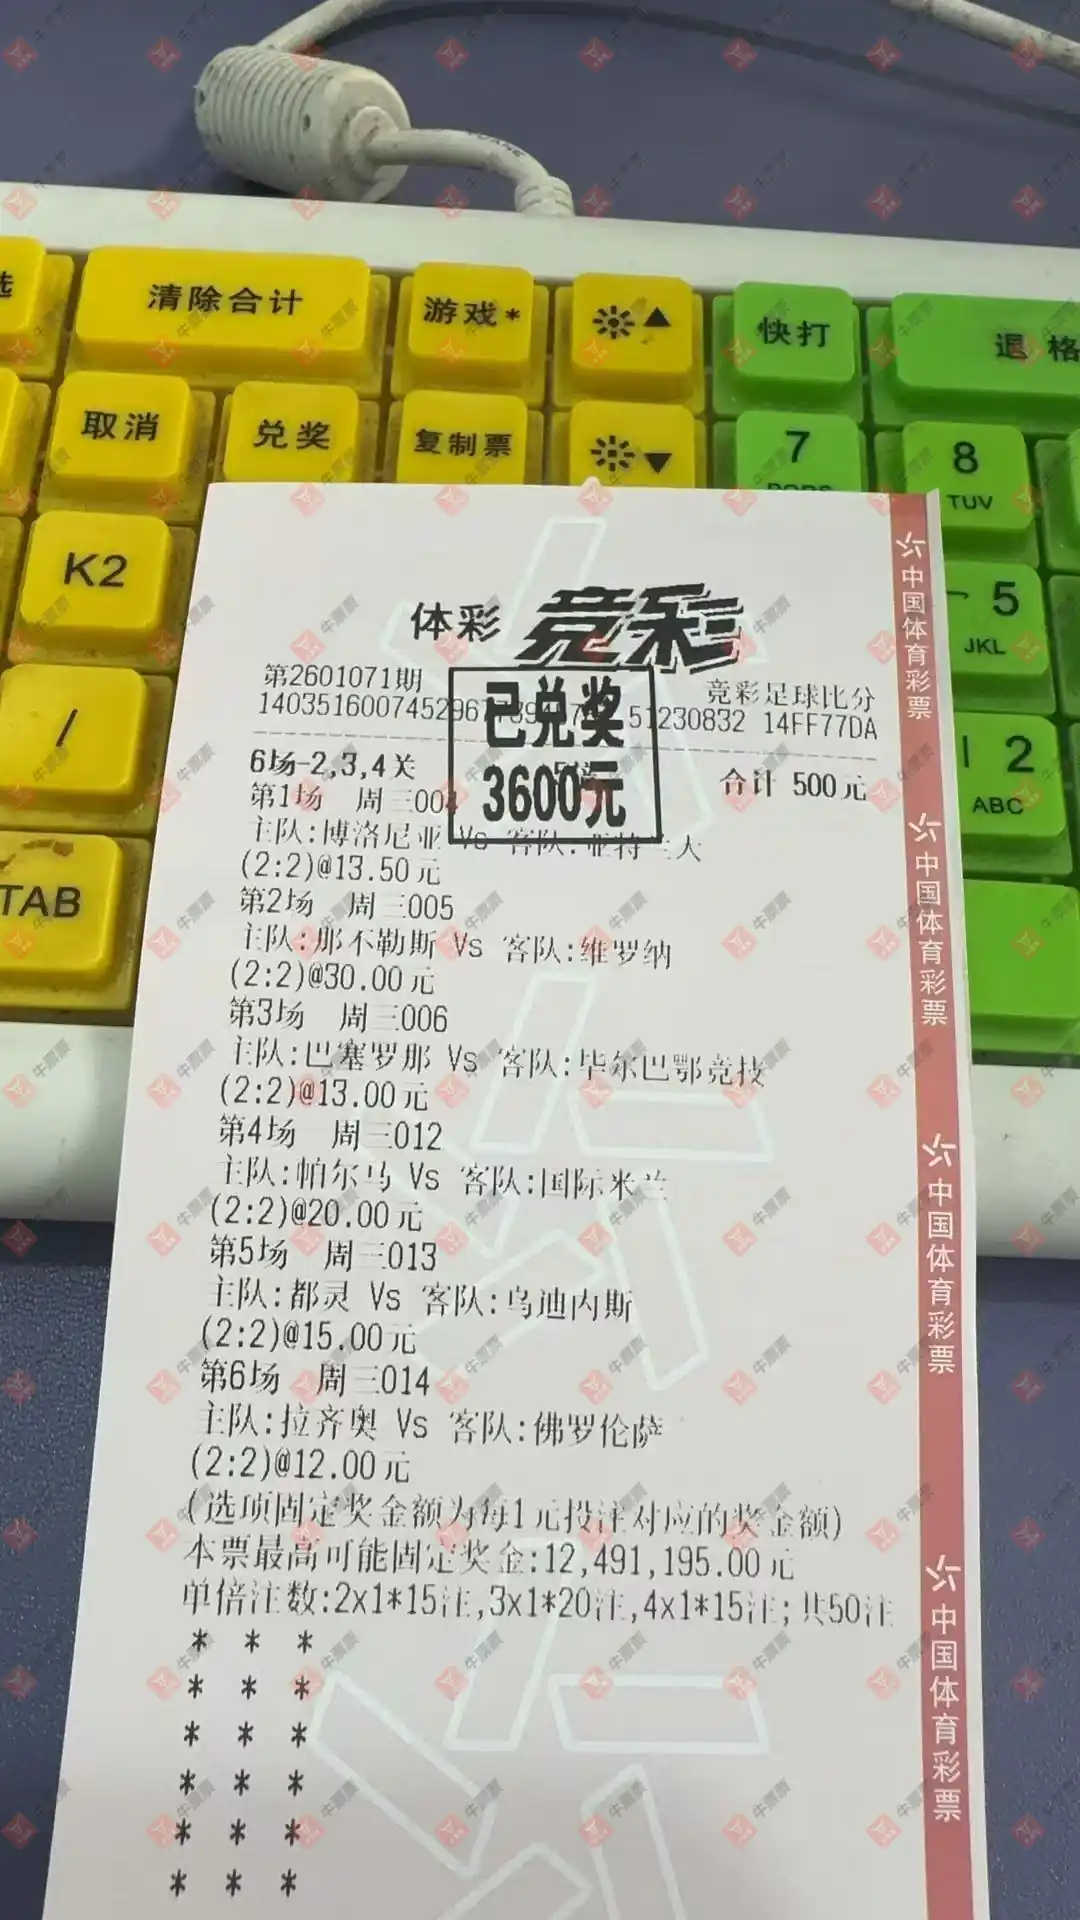 清除合计
游戏*
快打
退格
取消
兑奖
复制票
7
8
TUV
K2
5
JKL
/
2
ABC
TAB
体彩 竞彩
第2601071期
竞彩足球比分
51230832 14FF77DA
已兑奖
3600元
6场-2,3,4关
合计 500元
第1场 周三004
主队:博洛尼亚 Vs 客队:亚特兰大
(2:2)@13.50元
第2场 周三005
主队:那不勒斯 Vs 客队:维罗纳
(2:2)@30.00元
第3场 周三006
主队:巴塞罗那 Vs 客队:毕尔巴鄂竞技
(2:2)@13.00元
第4场 周三012
主队:帕尔马 Vs 客队:国际米兰
(2:2)@20.00元
第5场 周三013
主队:都灵 Vs 客队:乌迪内斯
(2:2)@15.00元
第6场 周三014
主队:拉齐奥 Vs 客队:佛罗伦萨
(2:2)@12.00元
(选项固定奖金额为每1元投注对应的奖金额)
本票最高可能固定奖金:12,491,195.00元
单倍注数:2x1*15注,3x1*20注,4x1*15注;共50注
* * *
* * *
* * *
* * *
* * *
* * *
中国体育彩票
中国体育彩票
中国体育彩票
中国体育彩票